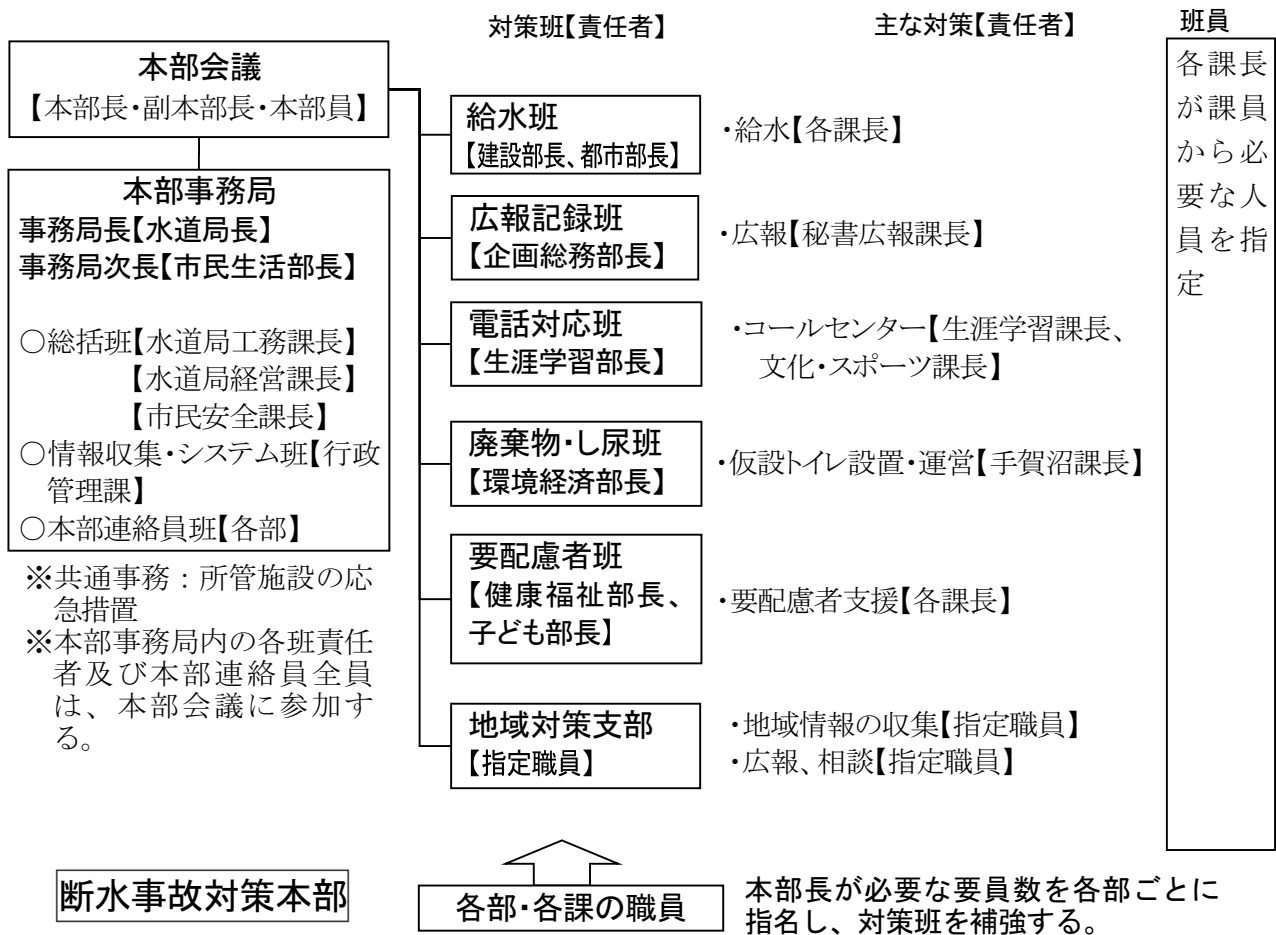 対策班【責任者】
主な対策【責任者】
班員
本部会議
【本部長・副本部長・本部員】
本部事務局
事務局長【水道局長】
事務局次長【市民生活部長】
○総括班【水道局工務課長】
【水道局経営課長】
【市民安全課長】
○情報収集・システム班【行政
管理課】
○本部連絡員班【各部】
※共通事務：所管施設の応
急措置
※本部事務局内の各班責任
者及び本部連絡員全員
は、本部会議に参加す
る。
給水班
【建設部長、都市部長】
・給水【各課長】
広報記録班
【企画総務部長】
・広報【秘書広報課長】
電話対応班
【生涯学習部長】
・コールセンター【生涯学習課長、
文化・スポーツ課長】
廃棄物・し尿班
【環境経済部長】
・仮設トイレ設置・運営【手賀沼課長】
要配慮者班
【健康福祉部長、
子ども部長】
・要配慮者支援【各課長】
地域対策支部
【指定職員】
・地域情報の収集【指定職員】
・広報、相談【指定職員】
各課長
が課員
から必
要な人
員を指
定
断水事故対策本部
各部・各課の職員
本部長が必要な要員数を各部ごとに
指名し、対策班を補強する。